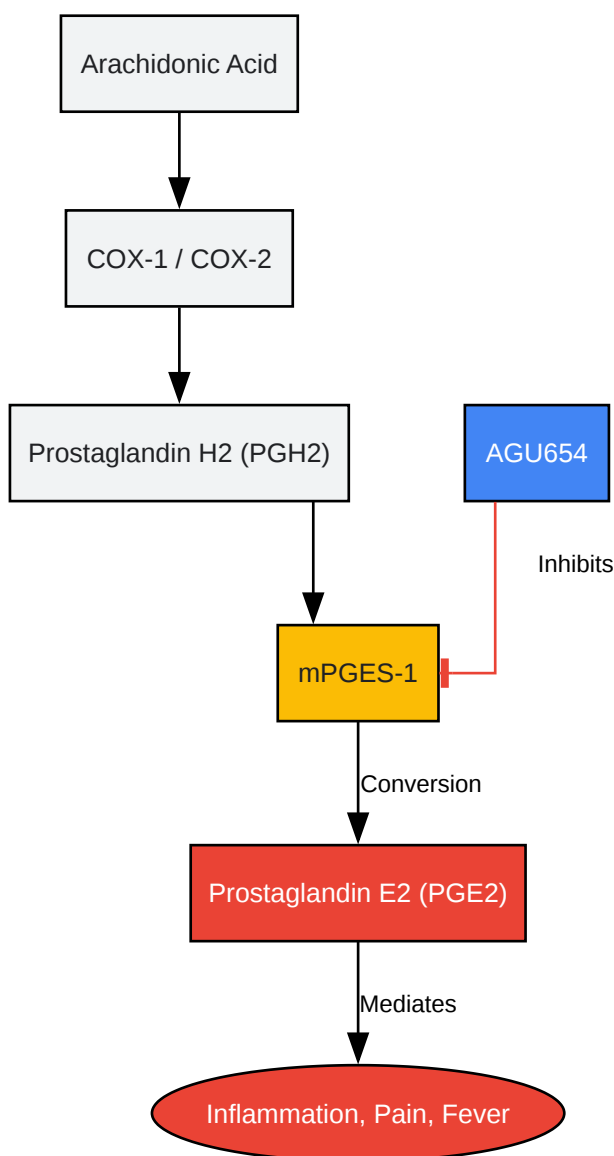 Arachidonic Acid
COX-1 / COX-2
Prostaglandin H2 (PGH2)
AGU654
Inhibits
mPGES-1
Conversion
Prostaglandin E2 (PGE2)
Mediates
Inflammation, Pain, Fever